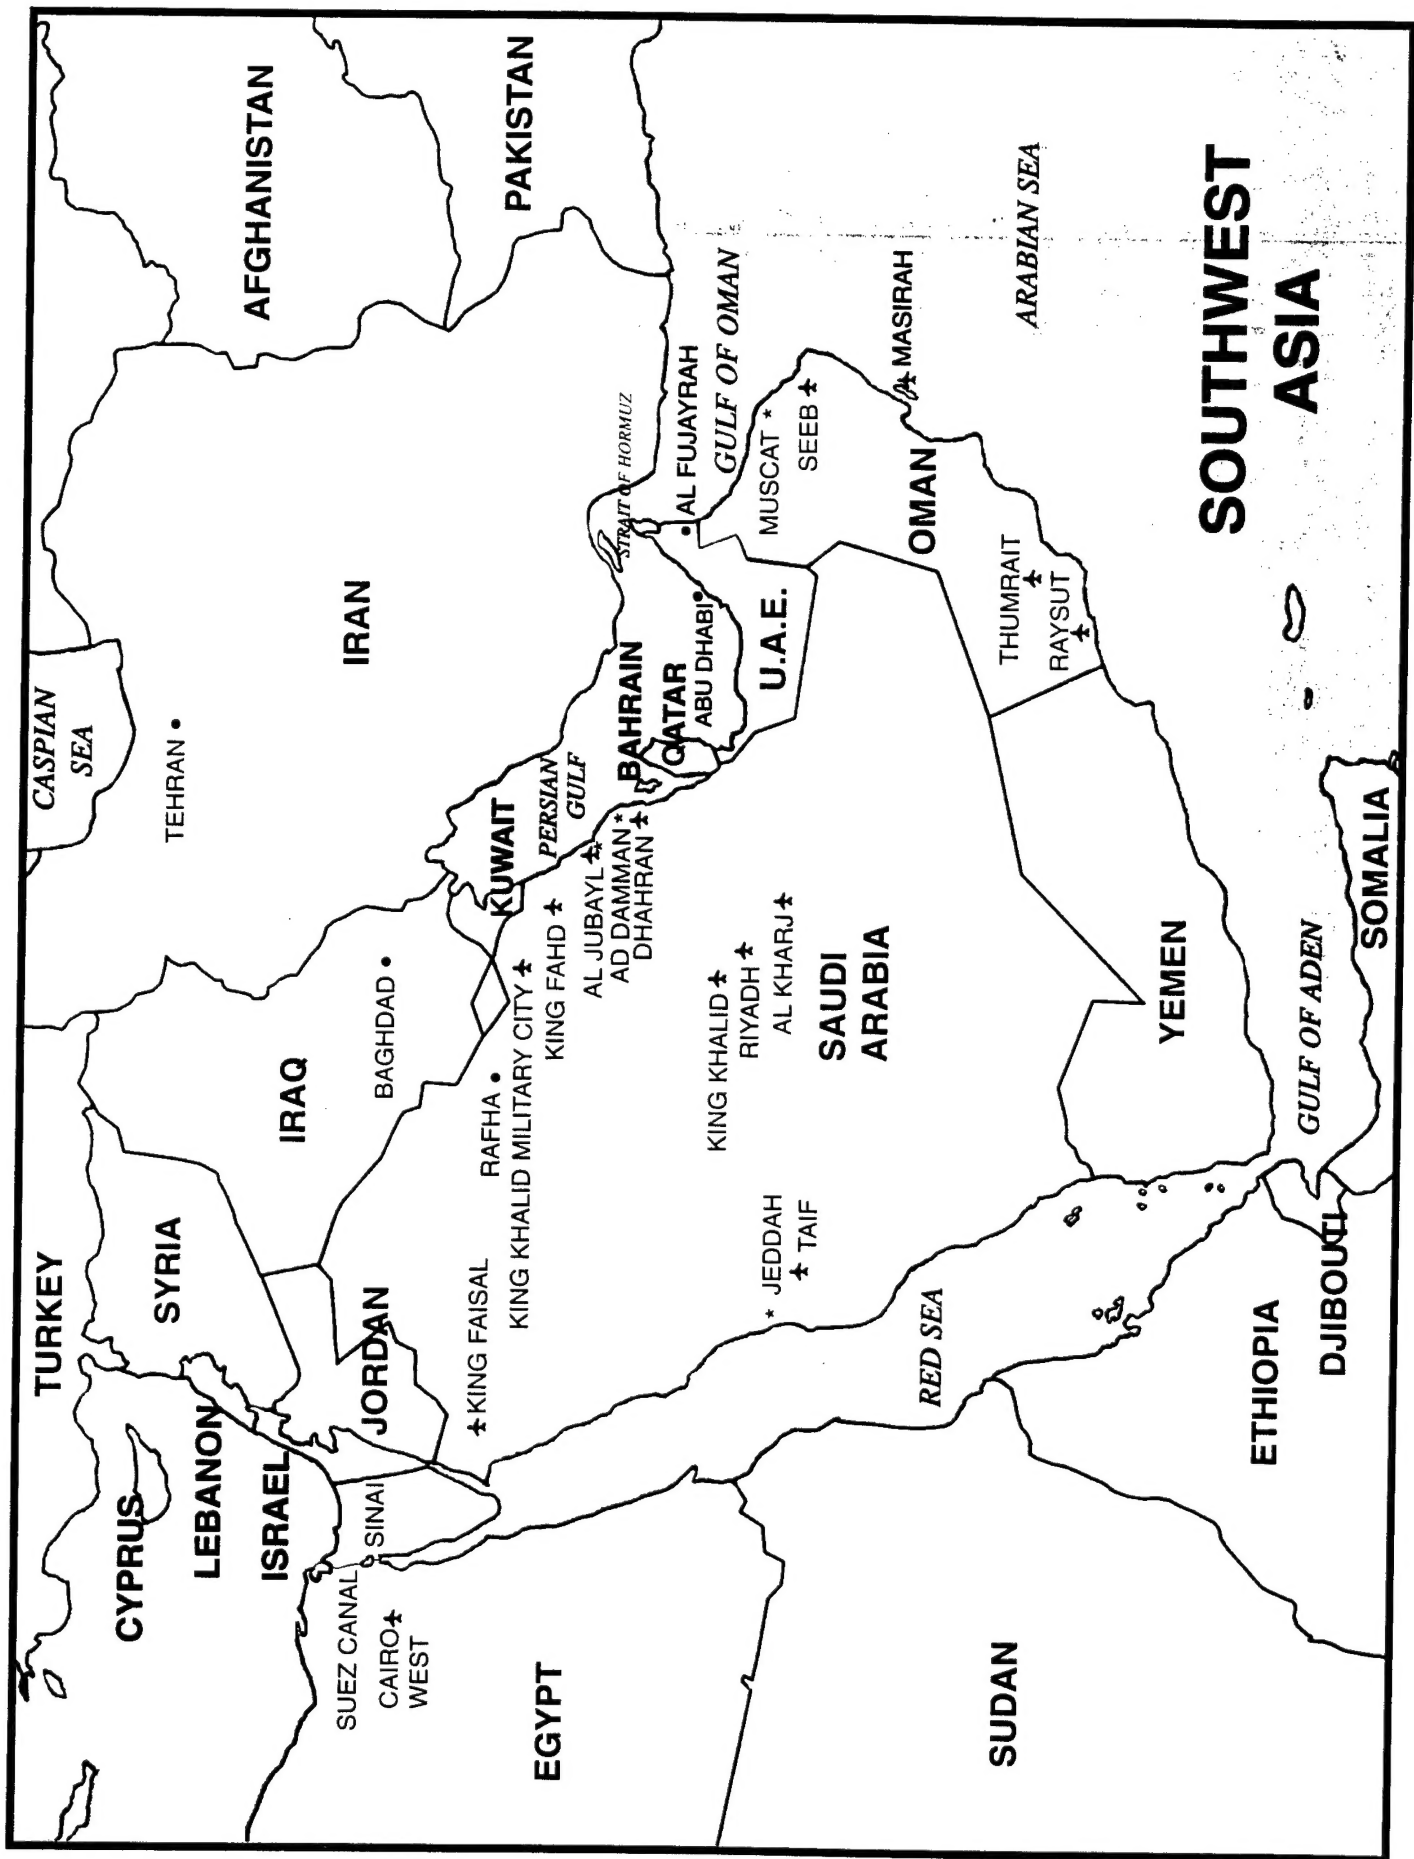 TURKEY
CASPIAN
SEA
AFGHANISTAN
CYPRUS
SYRIA
TEHRAN
LEBANON
IRAQ
IRAN
ISRAEL
BAGHDAD
SUEZ CANAL
SINAI
JORDAN
CAIRO
WEST
PAKISTAN
KING FAISAL
RAFHA
KUWAIT
KING KHALID MILITARY CITY
PERSIAN
GULF
KING FAHD
EGYPT
AL JUBAYL
AD DAMMAN
DHAHRAN
BAHRAIN
QATAR
STRAIT OF HORMUZ
ABU DHABI
AL FUJAYRAH
GULF OF OMAN
KING KHALID
RIYADH
AL KHARJ
U.A.E.
MUSCAT
SEEB
JEDDAH
TAIF
SAUDI
ARABIA
MASIRAH
RED SEA
OMAN
SUDAN
THUMRAIT
RAYSUT
ARABIAN SEA
YEMEN
ETHIOPIA
DJIBOUTI
GULF OF ADEN
SOMALIA
SOUTHWEST
ASIA